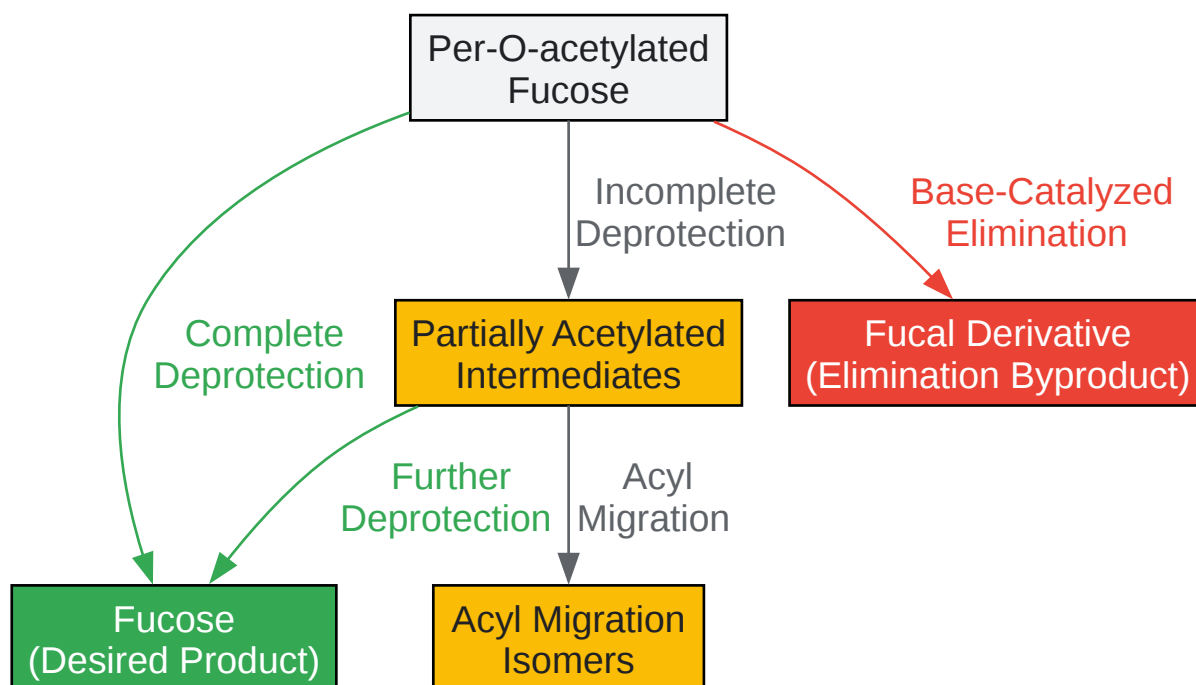 Per-O-acetylated
Fucose
Incomplete
Deprotection
Base-Catalyzed
Elimination
Complete
Deprotection
Partially Acetylated
Intermediates
Fucal Derivative
(Elimination Byproduct)
Further
Deprotection
Acyl
Migration
Fucose
(Desired Product)
Acyl Migration
Isomers